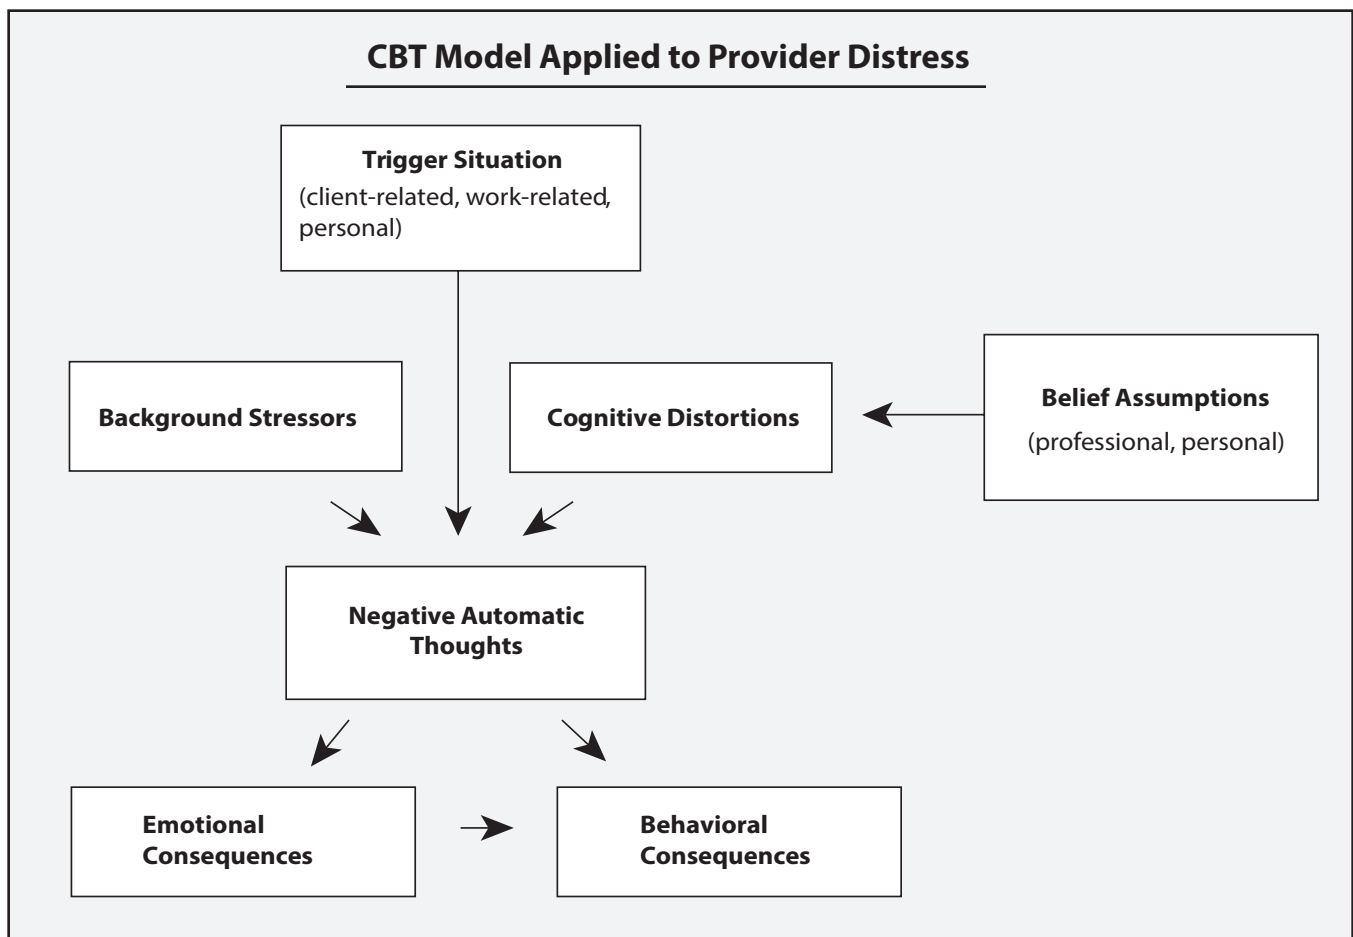 CBT Model Applied to Provider Distress
Trigger Situation
(client-related, work-related,
personal)
Background Stressors
Cognitive Distortions
Belief Assumptions
(professional, personal)
Negative Automatic
Thoughts
Emotional
Consequences
Behavioral
Consequences